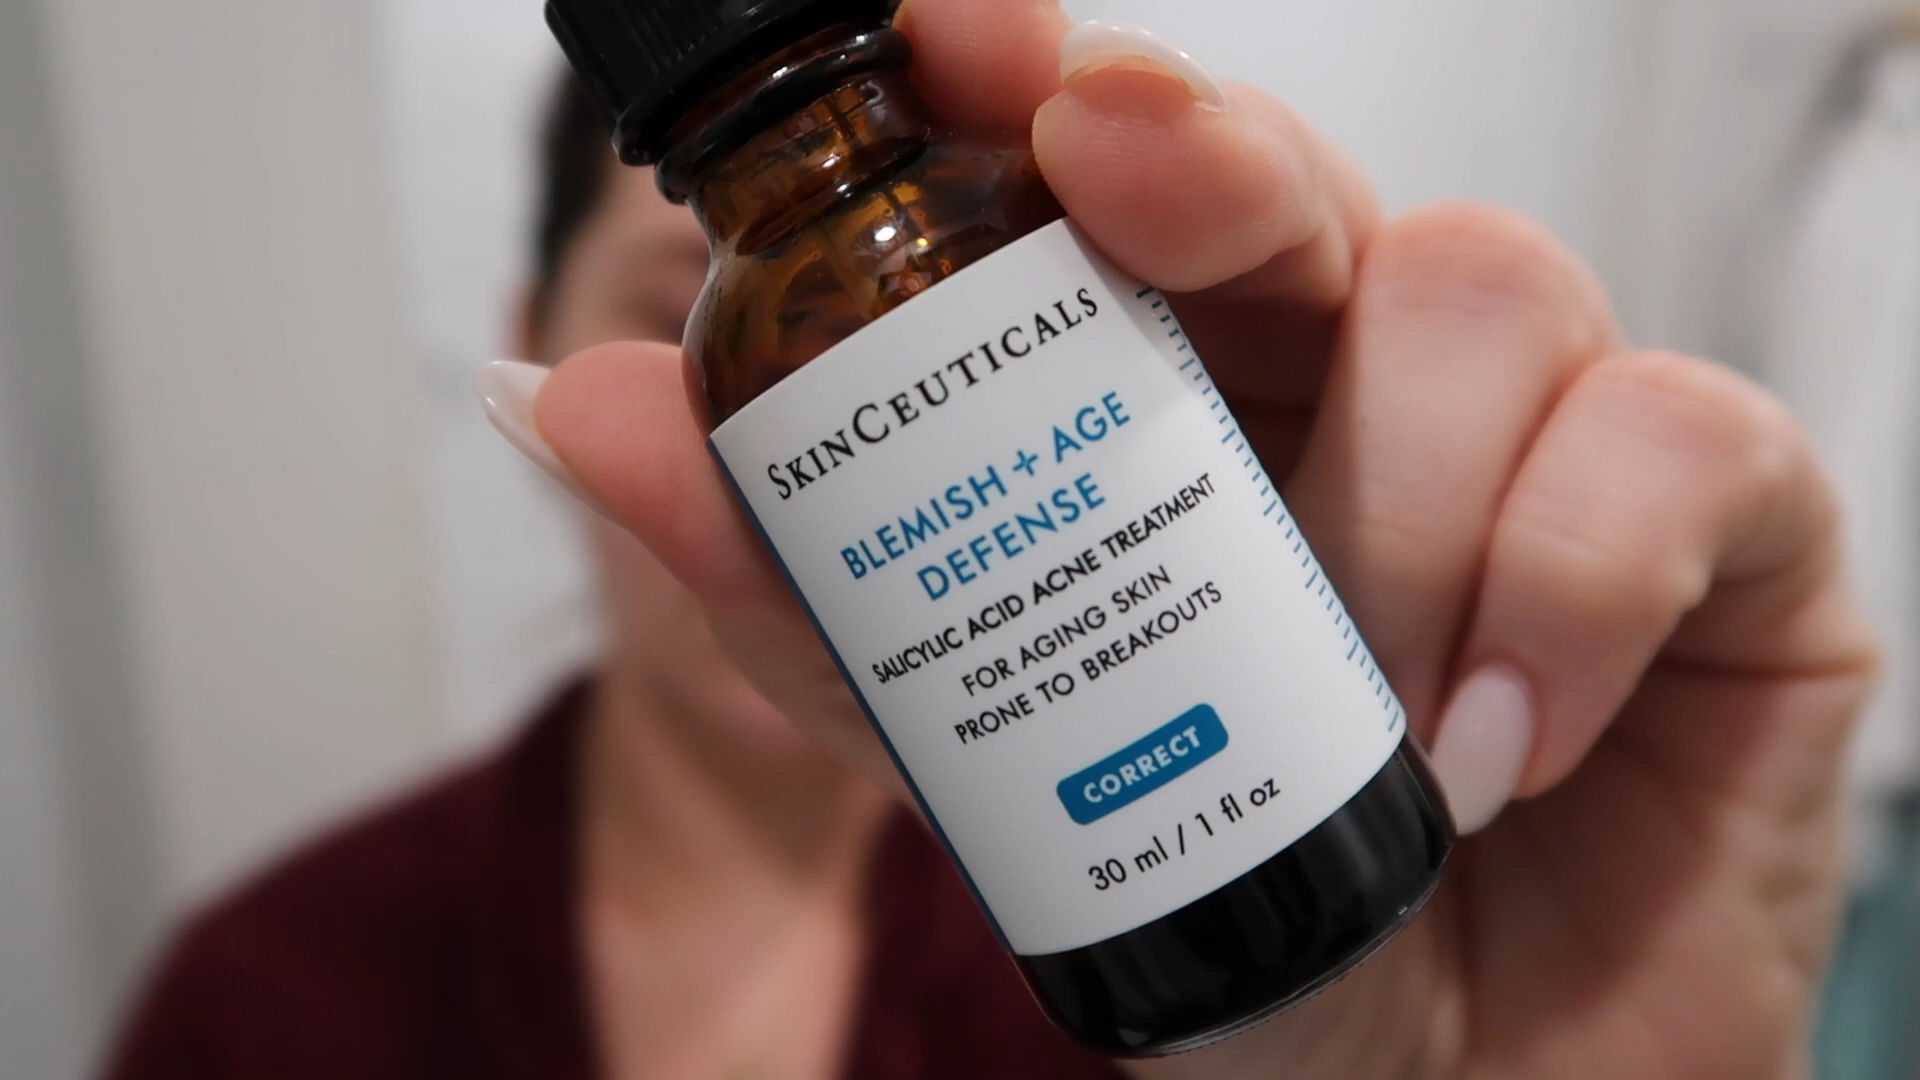 SKINCEUTICALS
BLEMISH + AGE
DEFENSE
SALICYLIC ACID ACNE TREATMENT
FOR AGING SKIN
PRONE TO BREAKOUTS
CORRECT
30 ml / 1 fl oz